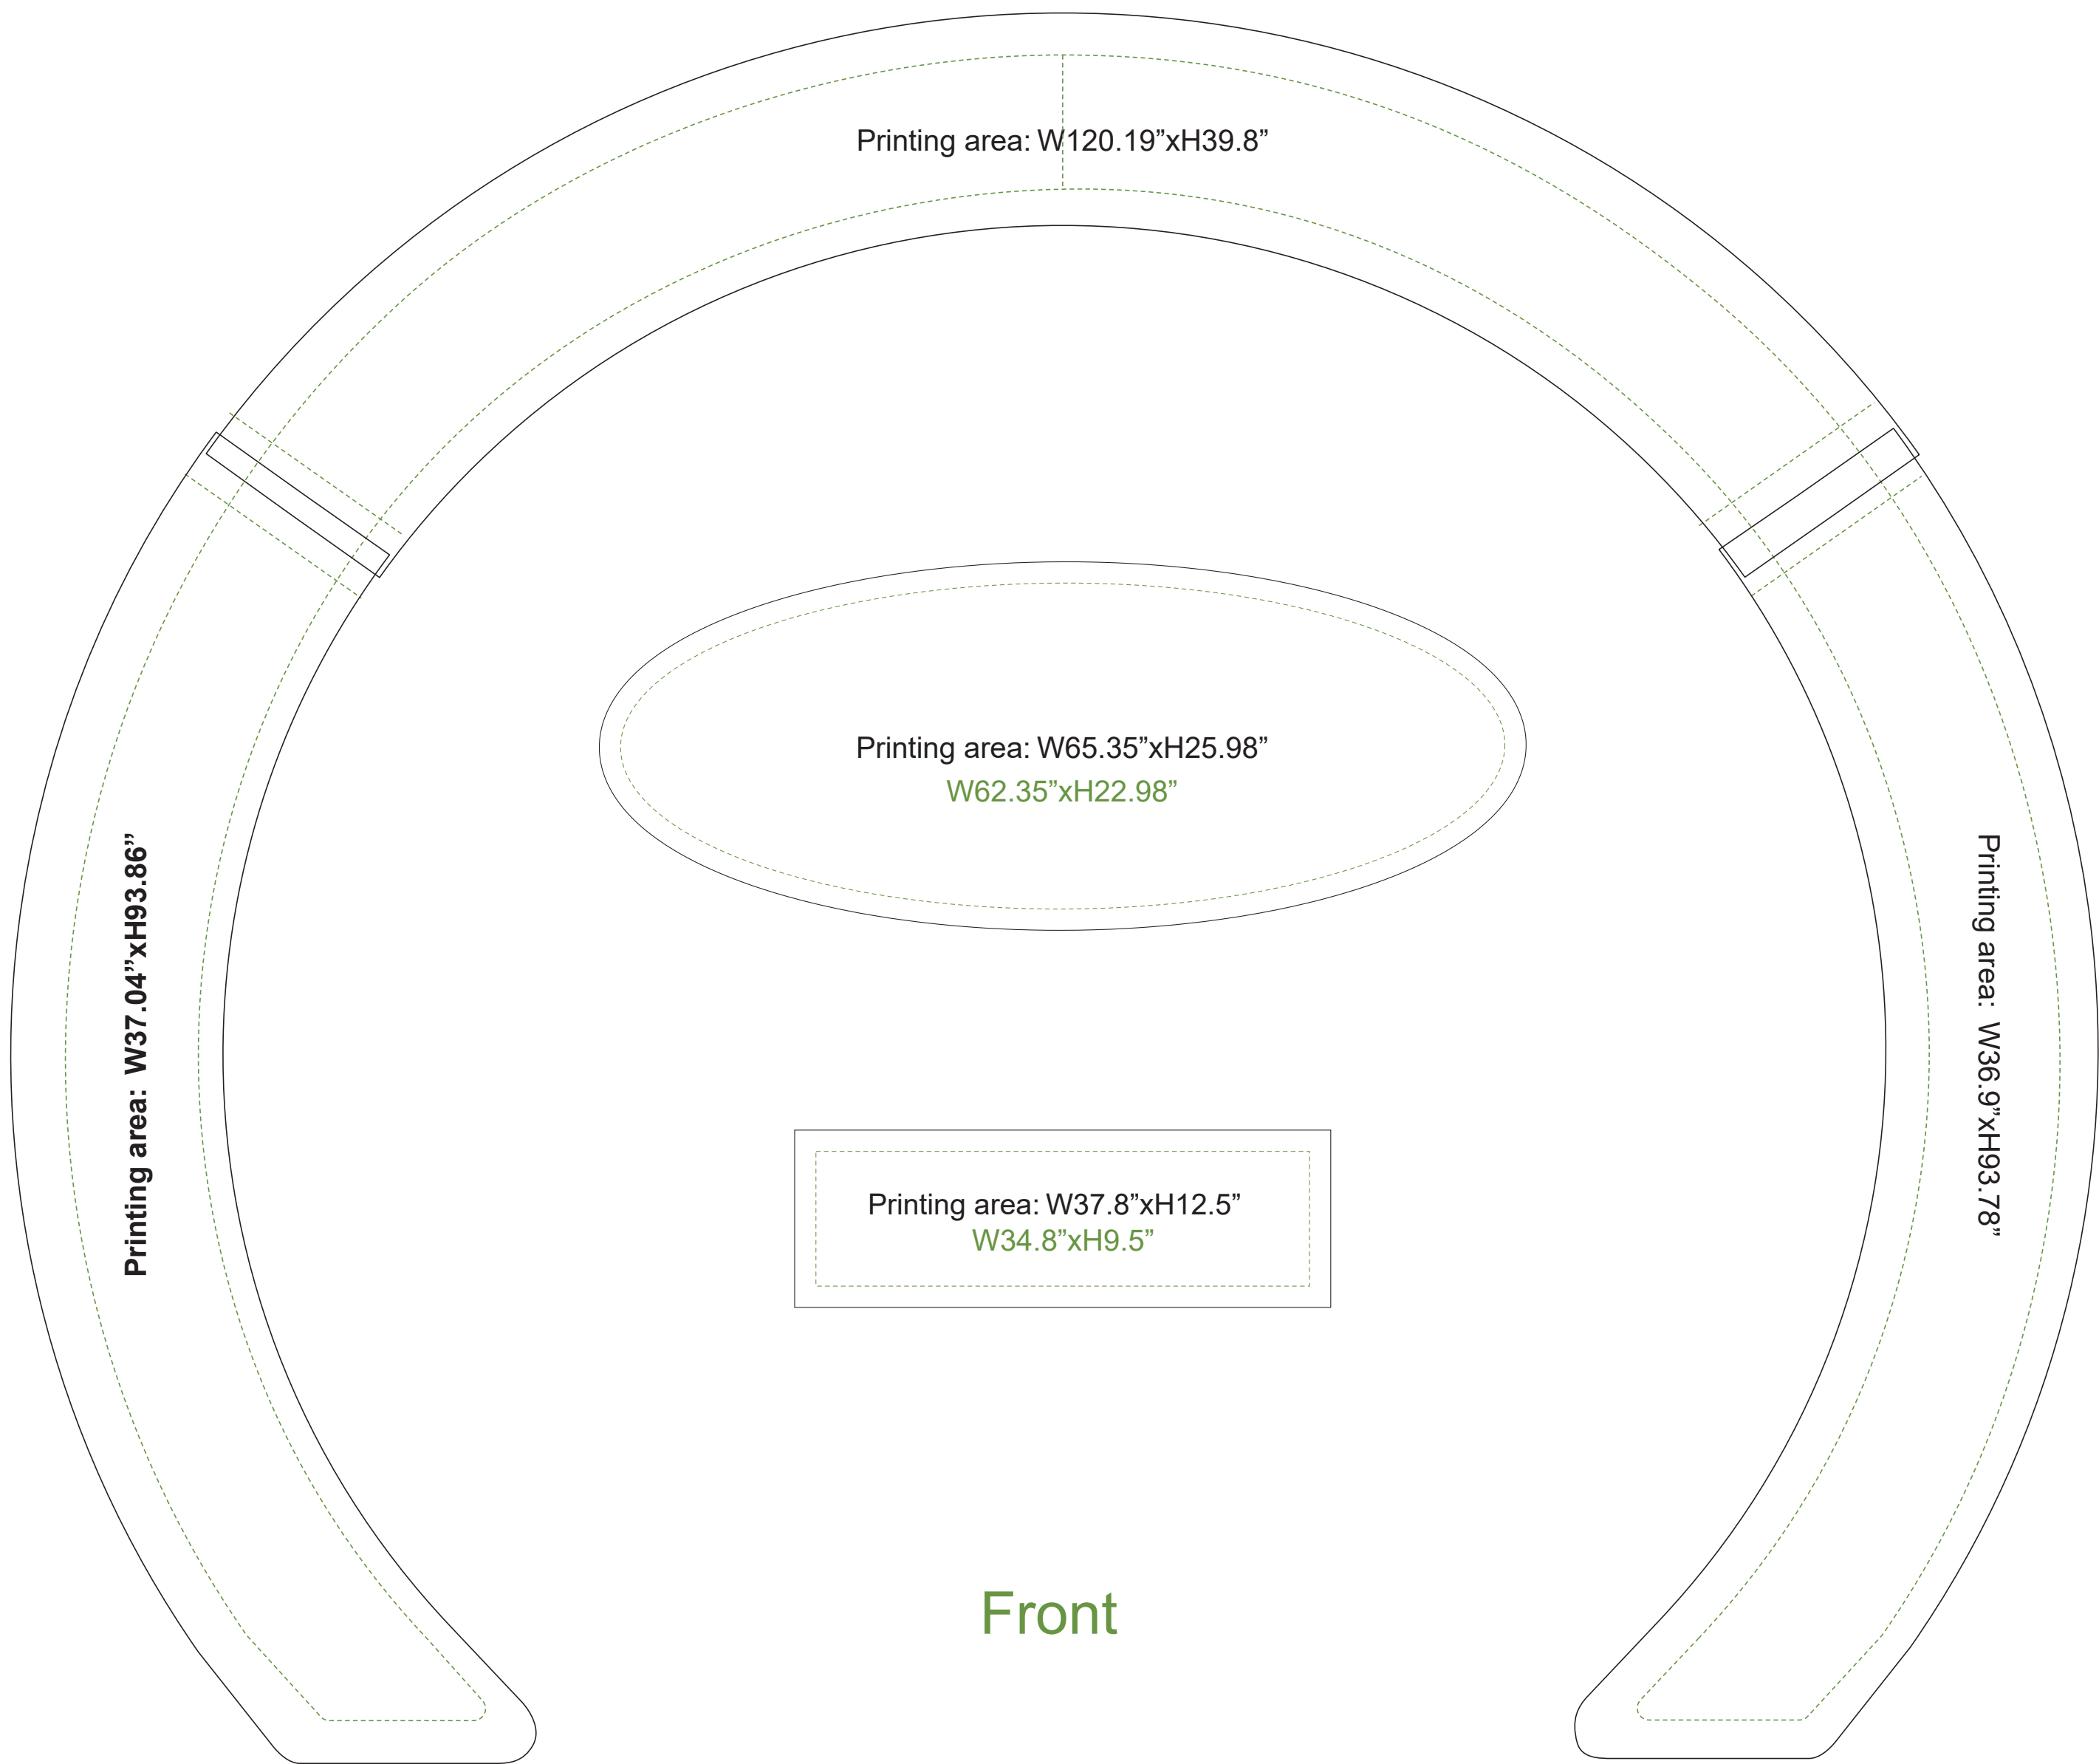 Printing area: W120.19”xH39.8”
Printing area: W65.35”xH25.98”
W62.35”xH22.98”
Printing area: W37.04”xH93.86”
Printing area: W36.9”xH93.78”
Printing area: W37.8”xH12.5”
W34.8”xH9.5”
Front